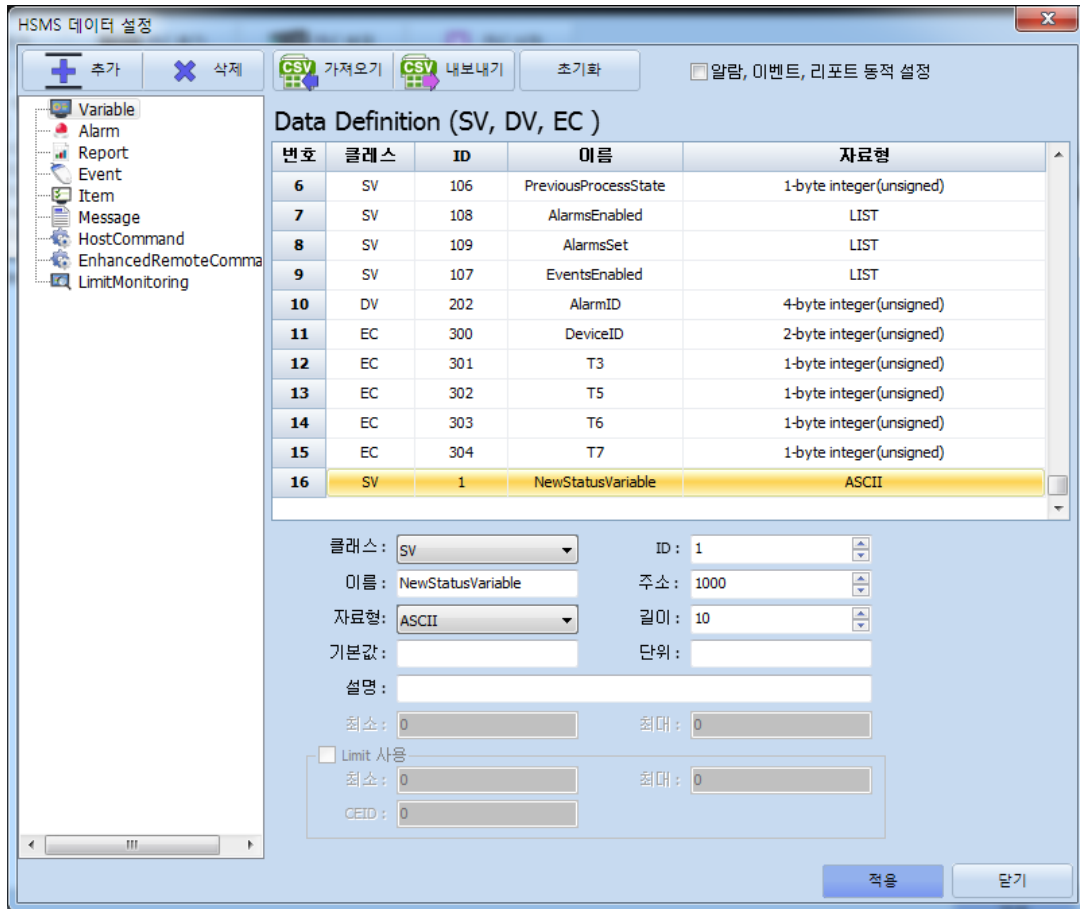 HSMS 데이터 설정
추가 삭제 CSV 가져오기 CSV 내보내기 초기화 알람, 이벤트, 리포트 동적 설정
Variable
Alarm
Report
Event
Item
Message
HostCommand
EnhancedRemoteComma
LimitMonitoring
Data Definition (SV, DV, EC )
번호 클레스 ID 이름 자료형
6 SV 106 PreviousProcessState 1-byte integer(unsigned)
7 SV 108 AlarmsEnabled LIST
8 SV 109 AlarmsSet LIST
9 SV 107 EventsEnabled LIST
10 DV 202 AlarmID 4-byte integer(unsigned)
11 EC 300 DeviceID 2-byte integer(unsigned)
12 EC 301 T3 1-byte integer(unsigned)
13 EC 302 T5 1-byte integer(unsigned)
14 EC 303 T6 1-byte integer(unsigned)
15 EC 304 T7 1-byte integer(unsigned)
16 SV 1 NewStatusVariable ASCII
클래스 : SV ID : 1
이름 : NewStatusVariable 주소 : 1000
자료형: ASCII 길이 : 10
기본값 : 단위 :
설명 :
최소 : 0 최대 : 0
Limit 사용
최소 : 0 최대 : 0
CEID : 0
적용 닫기